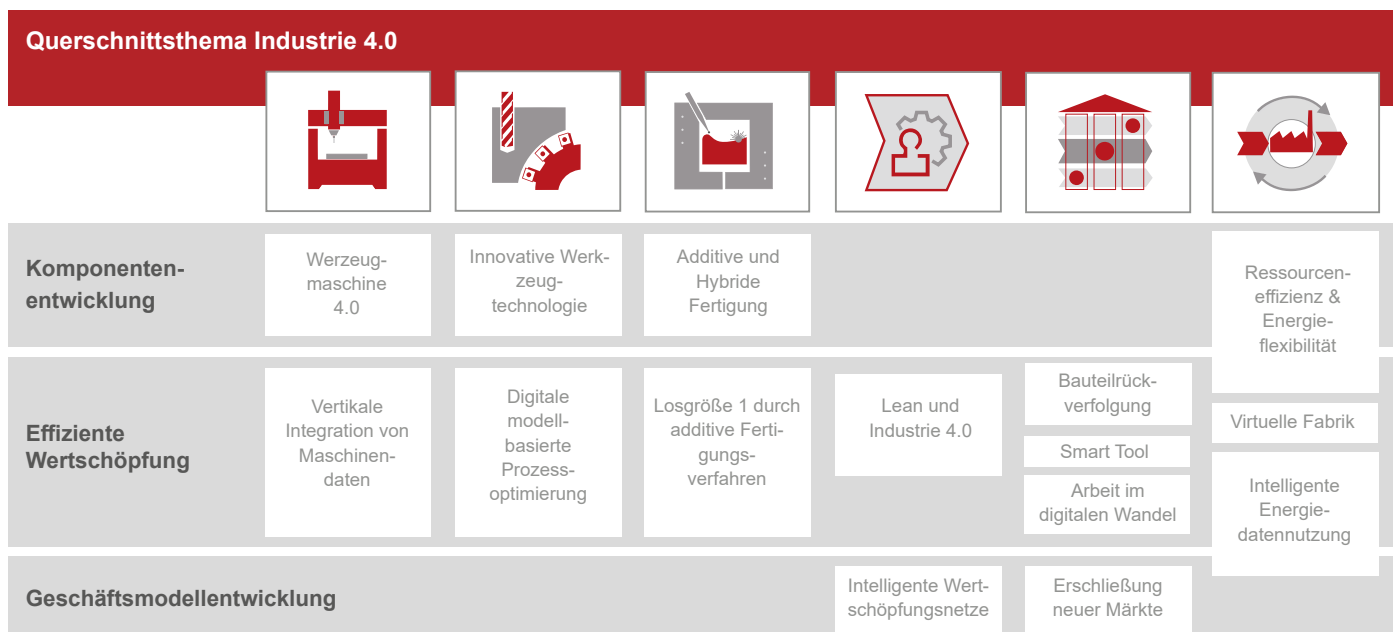 Querschnittsthema Industrie 4.0
Komponenten-
entwicklung
Werzeug-
maschine
4.0
Innovative Werk-
zeug-
technologie
Additive und
Hybride
Fertigung
Ressourcen-
effizienz &
Energie-
flexibilität
Effiziente
Wertschöpfung
Vertikale
Integration von
Maschinen-
daten
Digitale
modell-
basierte
Prozess-
optimierung
Losgröße 1 durch
additive Ferti-
gungs-
verfahren
Lean und
Industrie 4.0
Bauteilrück-
verfolgung
Smart Tool
Arbeit im
digitalen Wandel
Virtuelle Fabrik
Intelligente
Energie-
datennutzung
Geschäftsmodellentwicklung
Intelligente Wert-
schöpfungsnetze
Erschließung
neuer Märkte